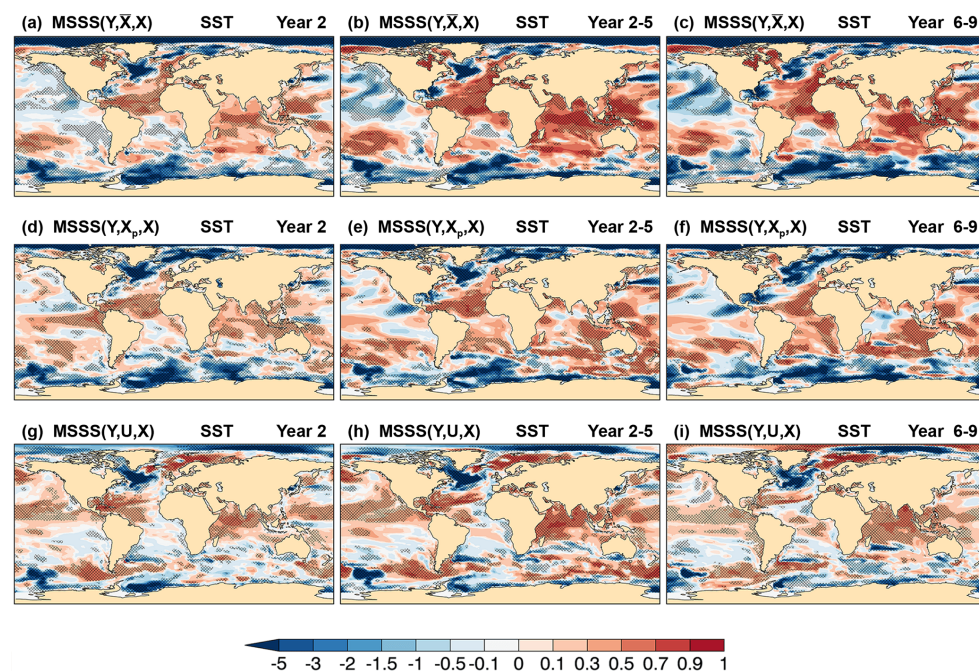 (a) MSSS(Y,X̅,X) SST Year 2
(b) MSSS(Y,X̅,X) SST Year 2-5
(c) MSSS(Y,X̅,X) SST Year 6-9
(d) MSSS(Y,Xₚ,X) SST Year 2
(e) MSSS(Y,Xₚ,X) SST Year 2-5
(f) MSSS(Y,Xₚ,X) SST Year 6-9
(g) MSSS(Y,U,X) SST Year 2
(h) MSSS(Y,U,X) SST Year 2-5
(i) MSSS(Y,U,X) SST Year 6-9
-5 -3 -2 -1.5 -1 -0.5 -0.1 0 0.1 0.3 0.5 0.7 0.9 1